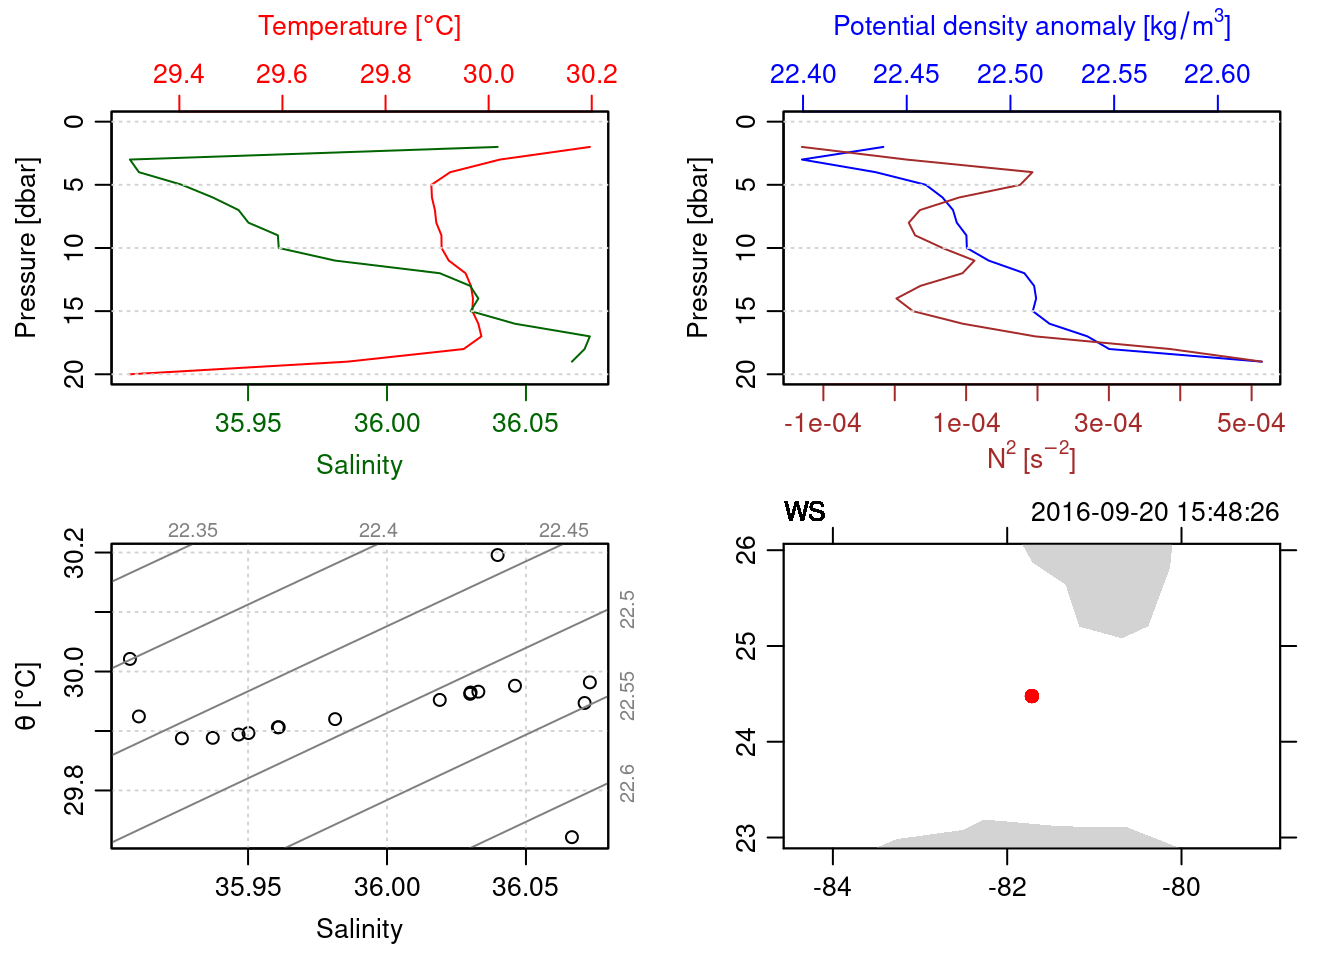 Temperature [°C]
29.4 29.6 29.8 30.0 30.2
Pressure [dbar]
0
5
10
15
20
35.95 36.00 36.05
Salinity
Potential density anomaly [kg/m³]
22.40 22.45 22.50 22.55 22.60
Pressure [dbar]
0
5
10
15
20
-1e-04 1e-04 3e-04 5e-04
N² [s⁻²]
22.35 22.4 22.45
22.5
22.55
22.6
θ [°C]
30.2
30.0
29.8
35.95 36.00 36.05
Salinity
WS 2016-09-20 15:48:26
26
25
24
23
-84 -82 -80